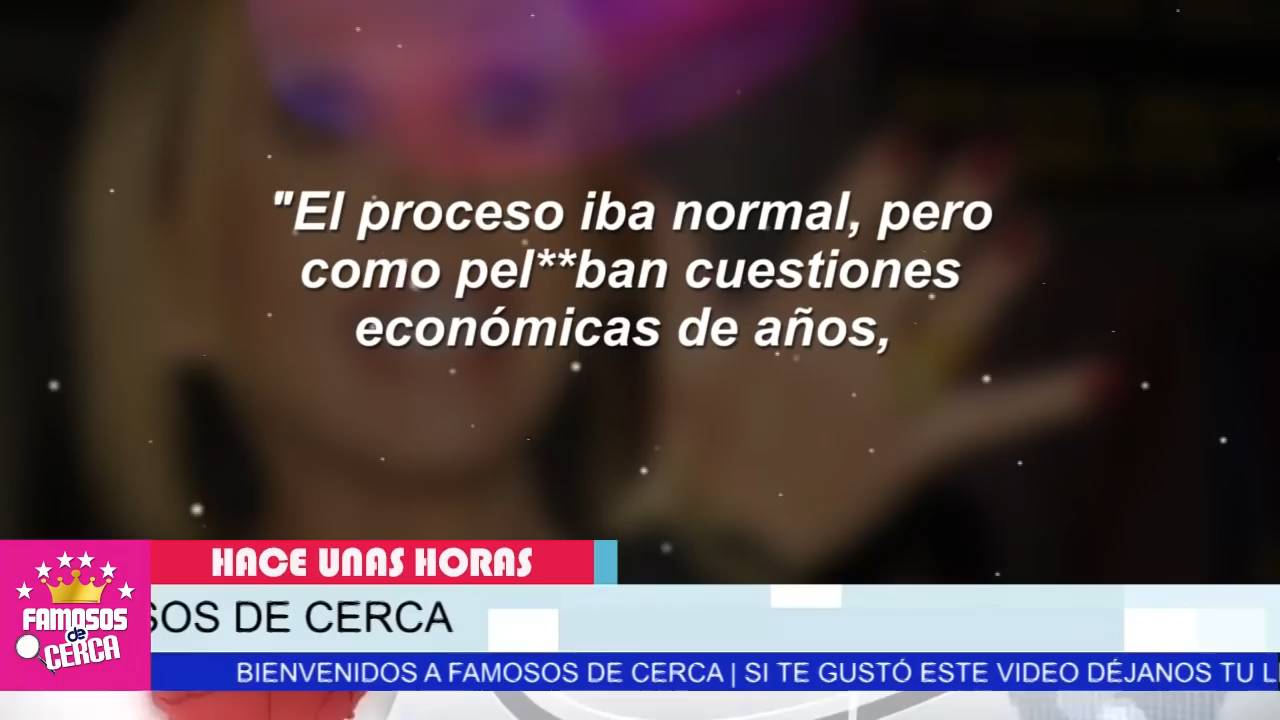 "El proceso iba normal, pero
como pel**ban cuestiones
económicas de años,
HACE UNAS HORAS
SOS DE CERCA
FAMOSOS
de
CERCA
BIENVENIDOS A FAMOSOS DE CERCA | SI TE GUSTÓ ESTE VIDEO DÉJANOS TU L